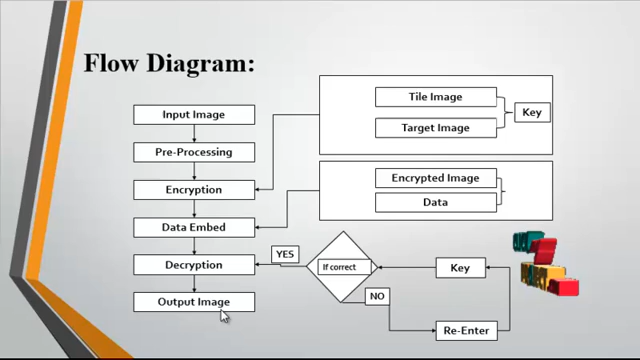 Flow Diagram:
Input Image
Pre-Processing
Encryption
Data Embed
Decryption
Output Image
Tile Image
Target Image
Key
Encrypted Image
Data
YES
If correct
NO
Key
Re-Enter